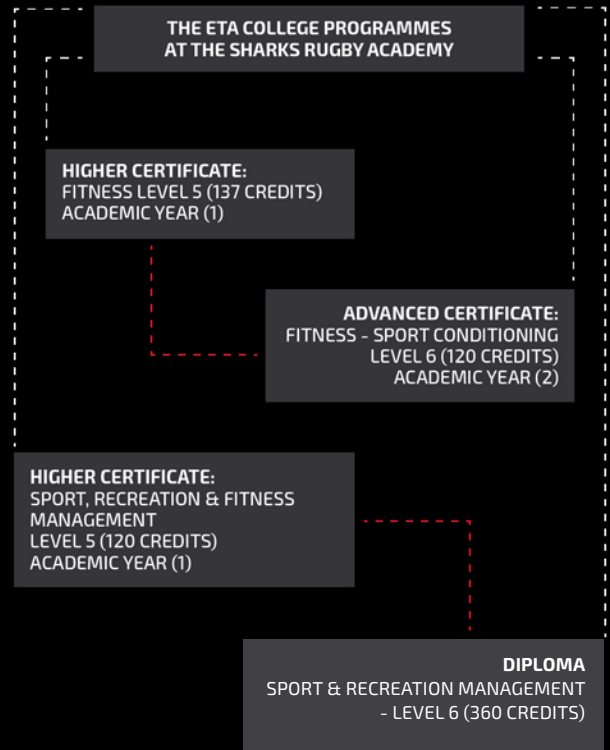 THE ETA COLLEGE PROGRAMMES
AT THE SHARKS RUGBY ACADEMY
HIGHER CERTIFICATE:
FITNESS LEVEL 5 (137 CREDITS)
ACADEMIC YEAR (1)
ADVANCED CERTIFICATE:
FITNESS - SPORT CONDITIONING
LEVEL 6 (120 CREDITS)
ACADEMIC YEAR (2)
HIGHER CERTIFICATE:
SPORT, RECREATION & FITNESS
MANAGEMENT
LEVEL 5 (120 CREDITS)
ACADEMIC YEAR (1)
DIPLOMA
SPORT & RECREATION MANAGEMENT
- LEVEL 6 (360 CREDITS)